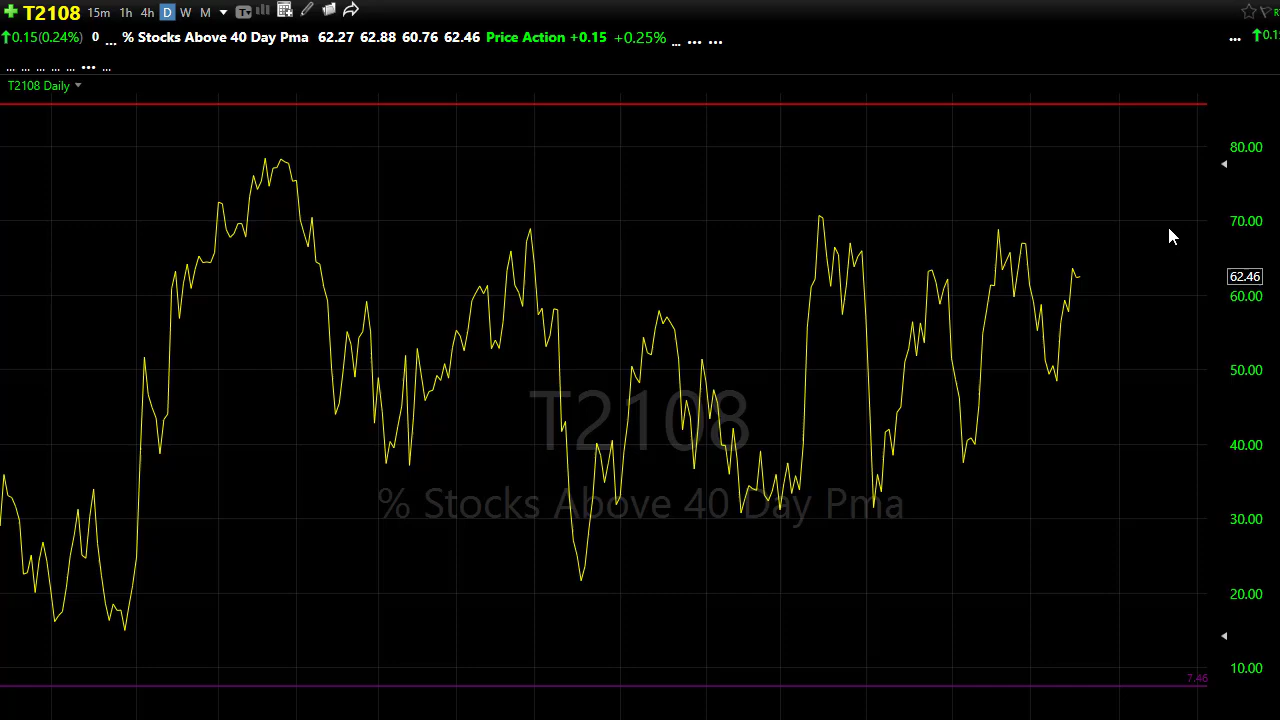 T2108 15m 1h 4h D W M T
0.15(0.24%) 0 ... % Stocks Above 40 Day Pma 62.27 62.88 60.76 62.46 Price Action +0.15 +0.25% ... ... ... ... 0.1
... ... ... ... ... ... ...
T2108 Daily
80.00
70.00
62.46
60.00
50.00
T2108
40.00
% Stocks Above 40 Day Pma
30.00
20.00
10.00
7.46